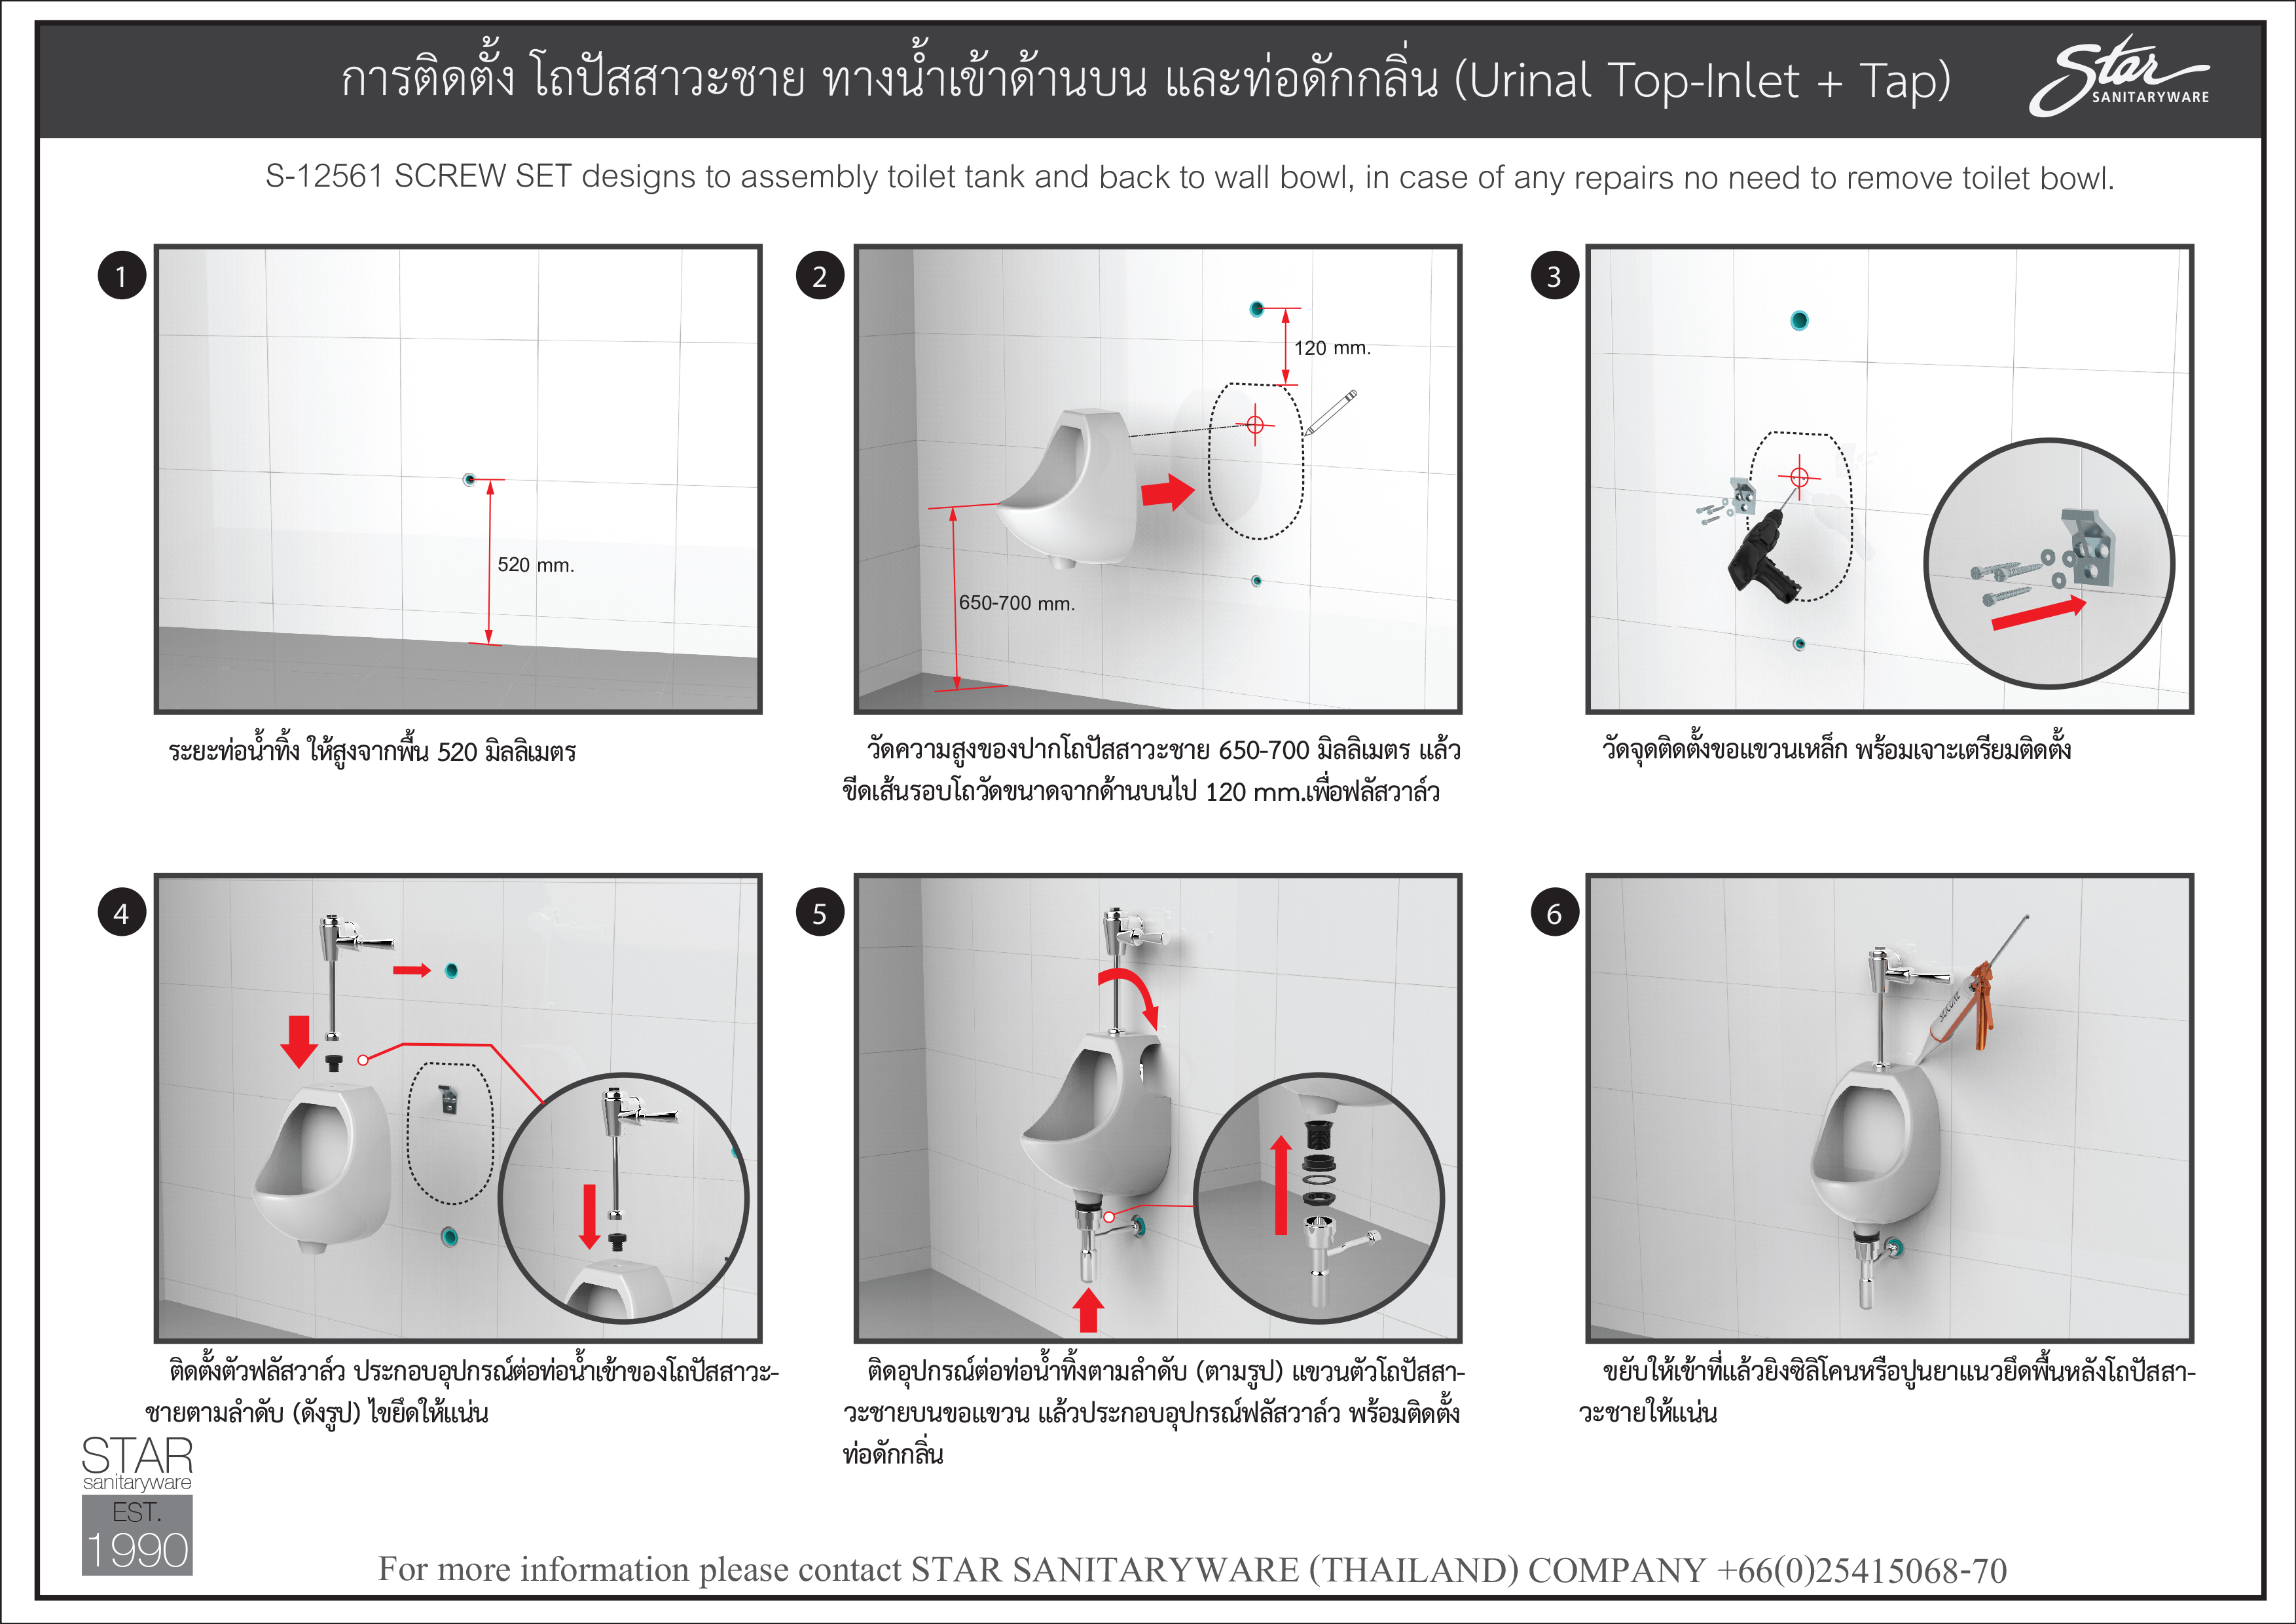 การติดตั้ง โถปัสสาวะชาย ทางน้ำเข้าด้านบน และท่อดักกลิ่น (Urinal Top-Inlet + Tap)
Star
SANITARYWARE
S-12561 SCREW SET designs to assembly toilet tank and back to wall bowl, in case of any repairs no need to remove toilet bowl.
1
520 mm.
ระยะท่อน้ำทิ้ง ให้สูงจากพื้น 520 มิลลิเมตร
2
120 mm.
650-700 mm.
วัดความสูงของปากโถปัสสาวะชาย 650-700 มิลลิเมตร แล้ว
ขีดเส้นรอบโถวัดขนาดจากด้านบนไป 120 mm.เพื่อฟลัสวาล์ว
3
วัดจุดติดตั้งขอแขวนเหล็ก พร้อมเจาะเตรียมติดตั้ง
4
ติดตั้งตัวฟลัสวาล์ว ประกอบอุปกรณ์ต่อท่อน้ำเข้าของโถปัสสาวะ-
ชายตามลำดับ (ดังรูป) ไขยึดให้แน่น
5
ติดอุปกรณ์ต่อท่อน้ำทิ้งตามลำดับ (ตามรูป) แขวนตัวโถปัสสา-
วะชายบนขอแขวน แล้วประกอบอุปกรณ์ฟลัสวาล์ว พร้อมติดตั้ง
ท่อดักกลิ่น
6
SILICONE
ขยับให้เข้าที่แล้วยิงซิลิโคนหรือปูนยาแนวยึดพื้นหลังโถปัสสา-
วะชายให้แน่น
STAR
sanitaryware
EST.
1990
For more information please contact STAR SANITARYWARE (THAILAND) COMPANY +66(0)25415068-70